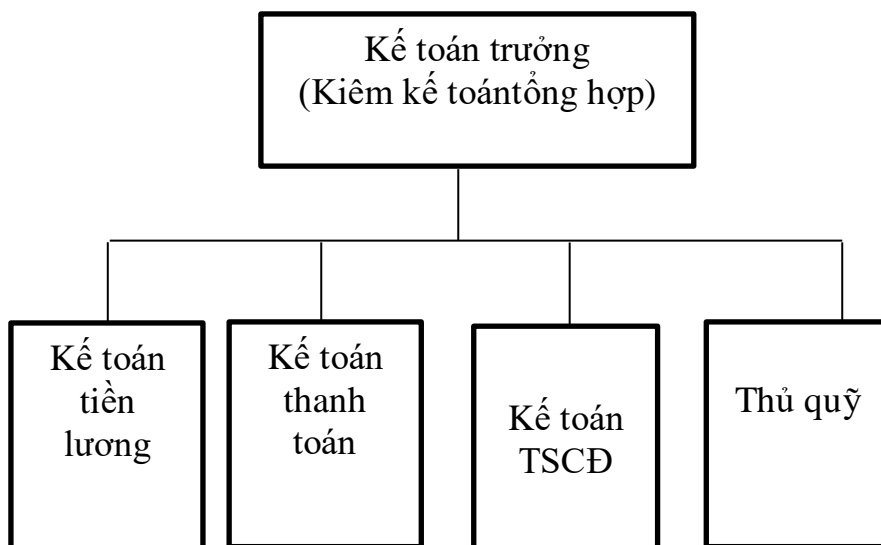 Kế toán trưởng
(Kiêm kế toántổng hợp)
Kế toán
tiền
lương
Kế toán
thanh
toán
Kế toán
TSCĐ
Thủ quỹ